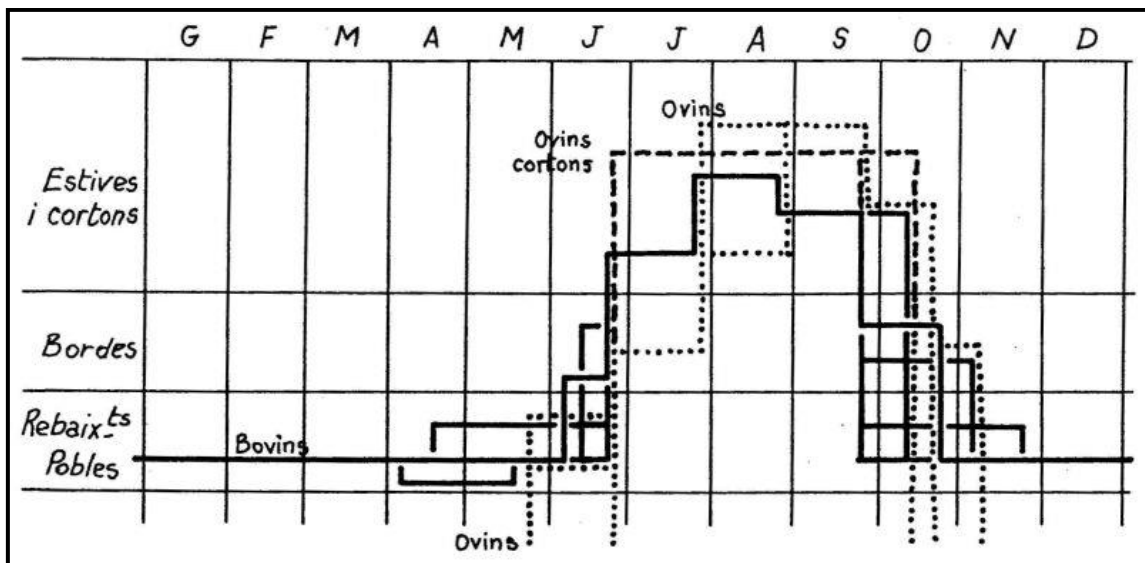 G F M A M J J A S O N D
Ovins
Ovins
cortons
Estives
i cortons
Bordes
Rebaix.ts
Pobles
Bovins
Ovins